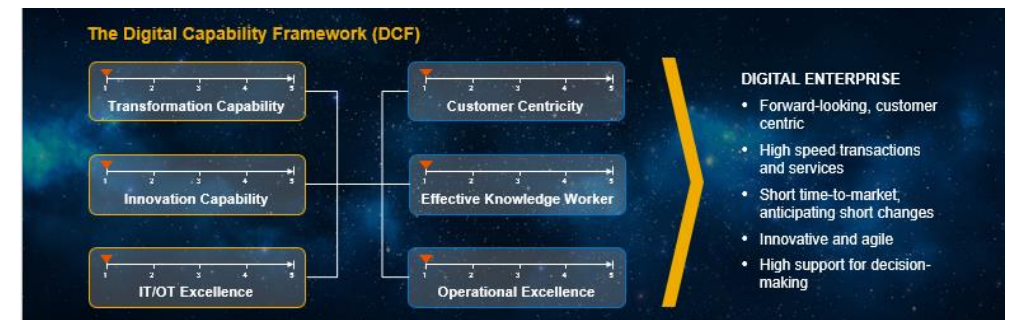 The Digital Capability Framework (DCF)
1 2 3 4 5
Transformation Capability
1 2 3 4 5
Customer Centricity
1 2 3 4 5
Innovation Capability
1 2 3 4 5
Effective Knowledge Worker
1 2 3 4 5
IT/OT Excellence
1 2 3 4 5
Operational Excellence
DIGITAL ENTERPRISE
• Forward-looking, customer
centric
• High speed transactions
and services
• Short time-to-market,
anticipating short changes
• Innovative and agile
• High support for decision-
making